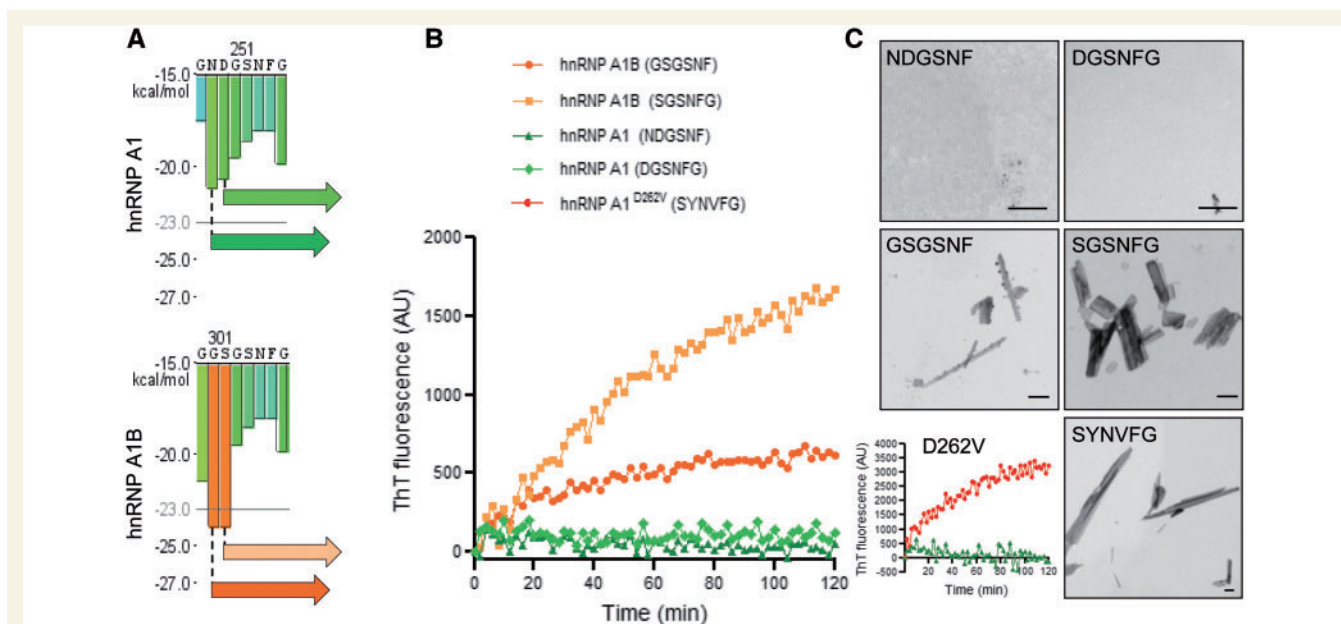 A
251
G N D G S N F G
-15.0
kcal/mol
-20.0
-23.0
-25.0
-27.0
hnRNP A1
301
G G S G S N F G
-15.0
kcal/mol
-20.0
-23.0
-25.0
-27.0
hnRNP A1B
B
hnRNP A1B (GSGSNF)
hnRNP A1B (SGSNFG)
hnRNP A1 (NDGSNF)
hnRNP A1 (DGSNFG)
hnRNP A1 D262V (SYNVFG)
ThT fluorescence (AU)
2000
1500
1000
500
0
0 20 40 60 80 100 120
Time (min)
C
NDGSNF
DGSNFG
GSGSNF
SGSNFG
D262V
ThT fluorescence (AU)
4000
3500
3000
2500
2000
1500
1000
500
0
-500
20 40 60 80 100 120
Time (min)
SYNVFG